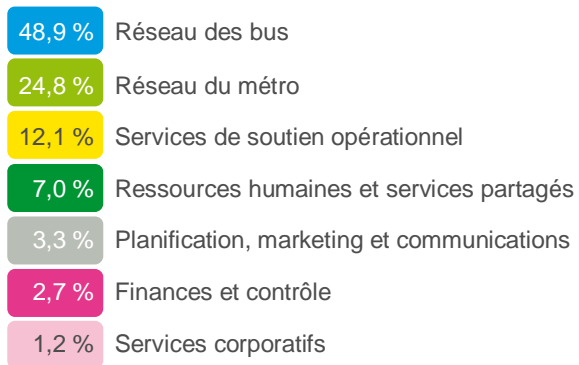 48,9 % Réseau des bus
24,8 % Réseau du métro
12,1 % Services de soutien opérationnel
7,0 % Ressources humaines et services partagés
3,3 % Planification, marketing et communications
2,7 % Finances et contrôle
1,2 % Services corporatifs